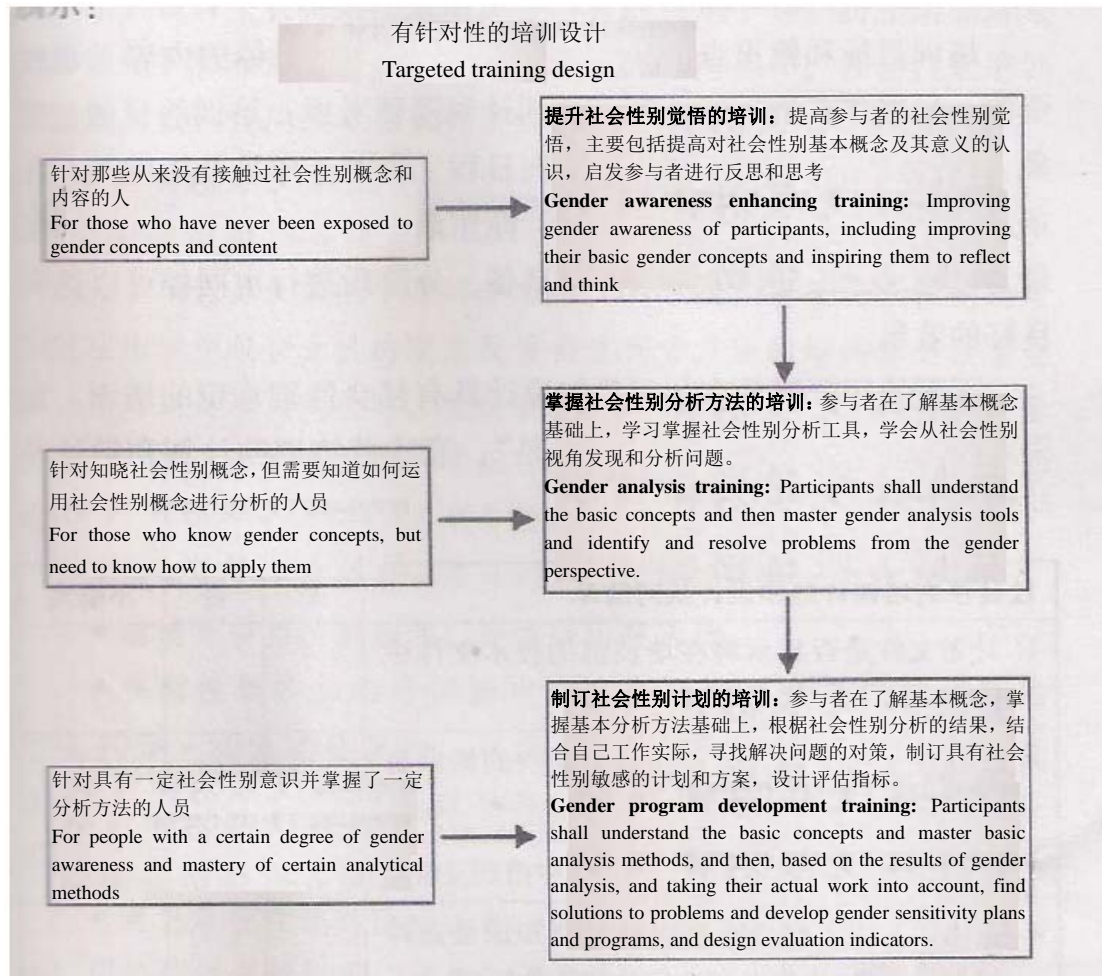 演示：
有针对性的培训设计
Targeted training design
针对那些从来没有接触过社会性别概念和
内容的人
For those who have never been exposed to
gender concepts and content
提升社会性别觉悟的培训：提高参与者的社会性别觉
悟，主要包括提高对社会性别基本概念及其意义的认
识，启发参与者进行反思和思考
Gender awareness enhancing training: Improving
gender awareness of participants, including improving
their basic gender concepts and inspiring them to reflect
and think
针对知晓社会性别概念，但需要知道如何运
用社会性别概念进行分析的人员
For those who know gender concepts, but
need to know how to apply them
掌握社会性别分析方法的培训：参与者在了解基本概念
基础上，学习掌握社会性别分析工具，学会从社会性别
视角发现和分析问题。
Gender analysis training: Participants shall understand
the basic concepts and then master gender analysis tools
and identify and resolve problems from the gender
perspective.
针对具有一定社会性别意识并掌握了一定
分析方法的人员
For people with a certain degree of gender
awareness and mastery of certain analytical
methods
制订社会性别计划的培训：参与者在了解基本概念，掌
握基本分析方法基础上，根椐社会性别分析的结果，结
合自己工作实际，寻找解决问题的对策，制订具有社会
性别敏感的计划和方案，设计评估指标。
Gender program development training: Participants
shall understand the basic concepts and master basic
analysis methods, and then, based on the results of gender
analysis, and taking their actual work into account, find
solutions to problems and develop gender sensitivity plans
and programs, and design evaluation indicators.